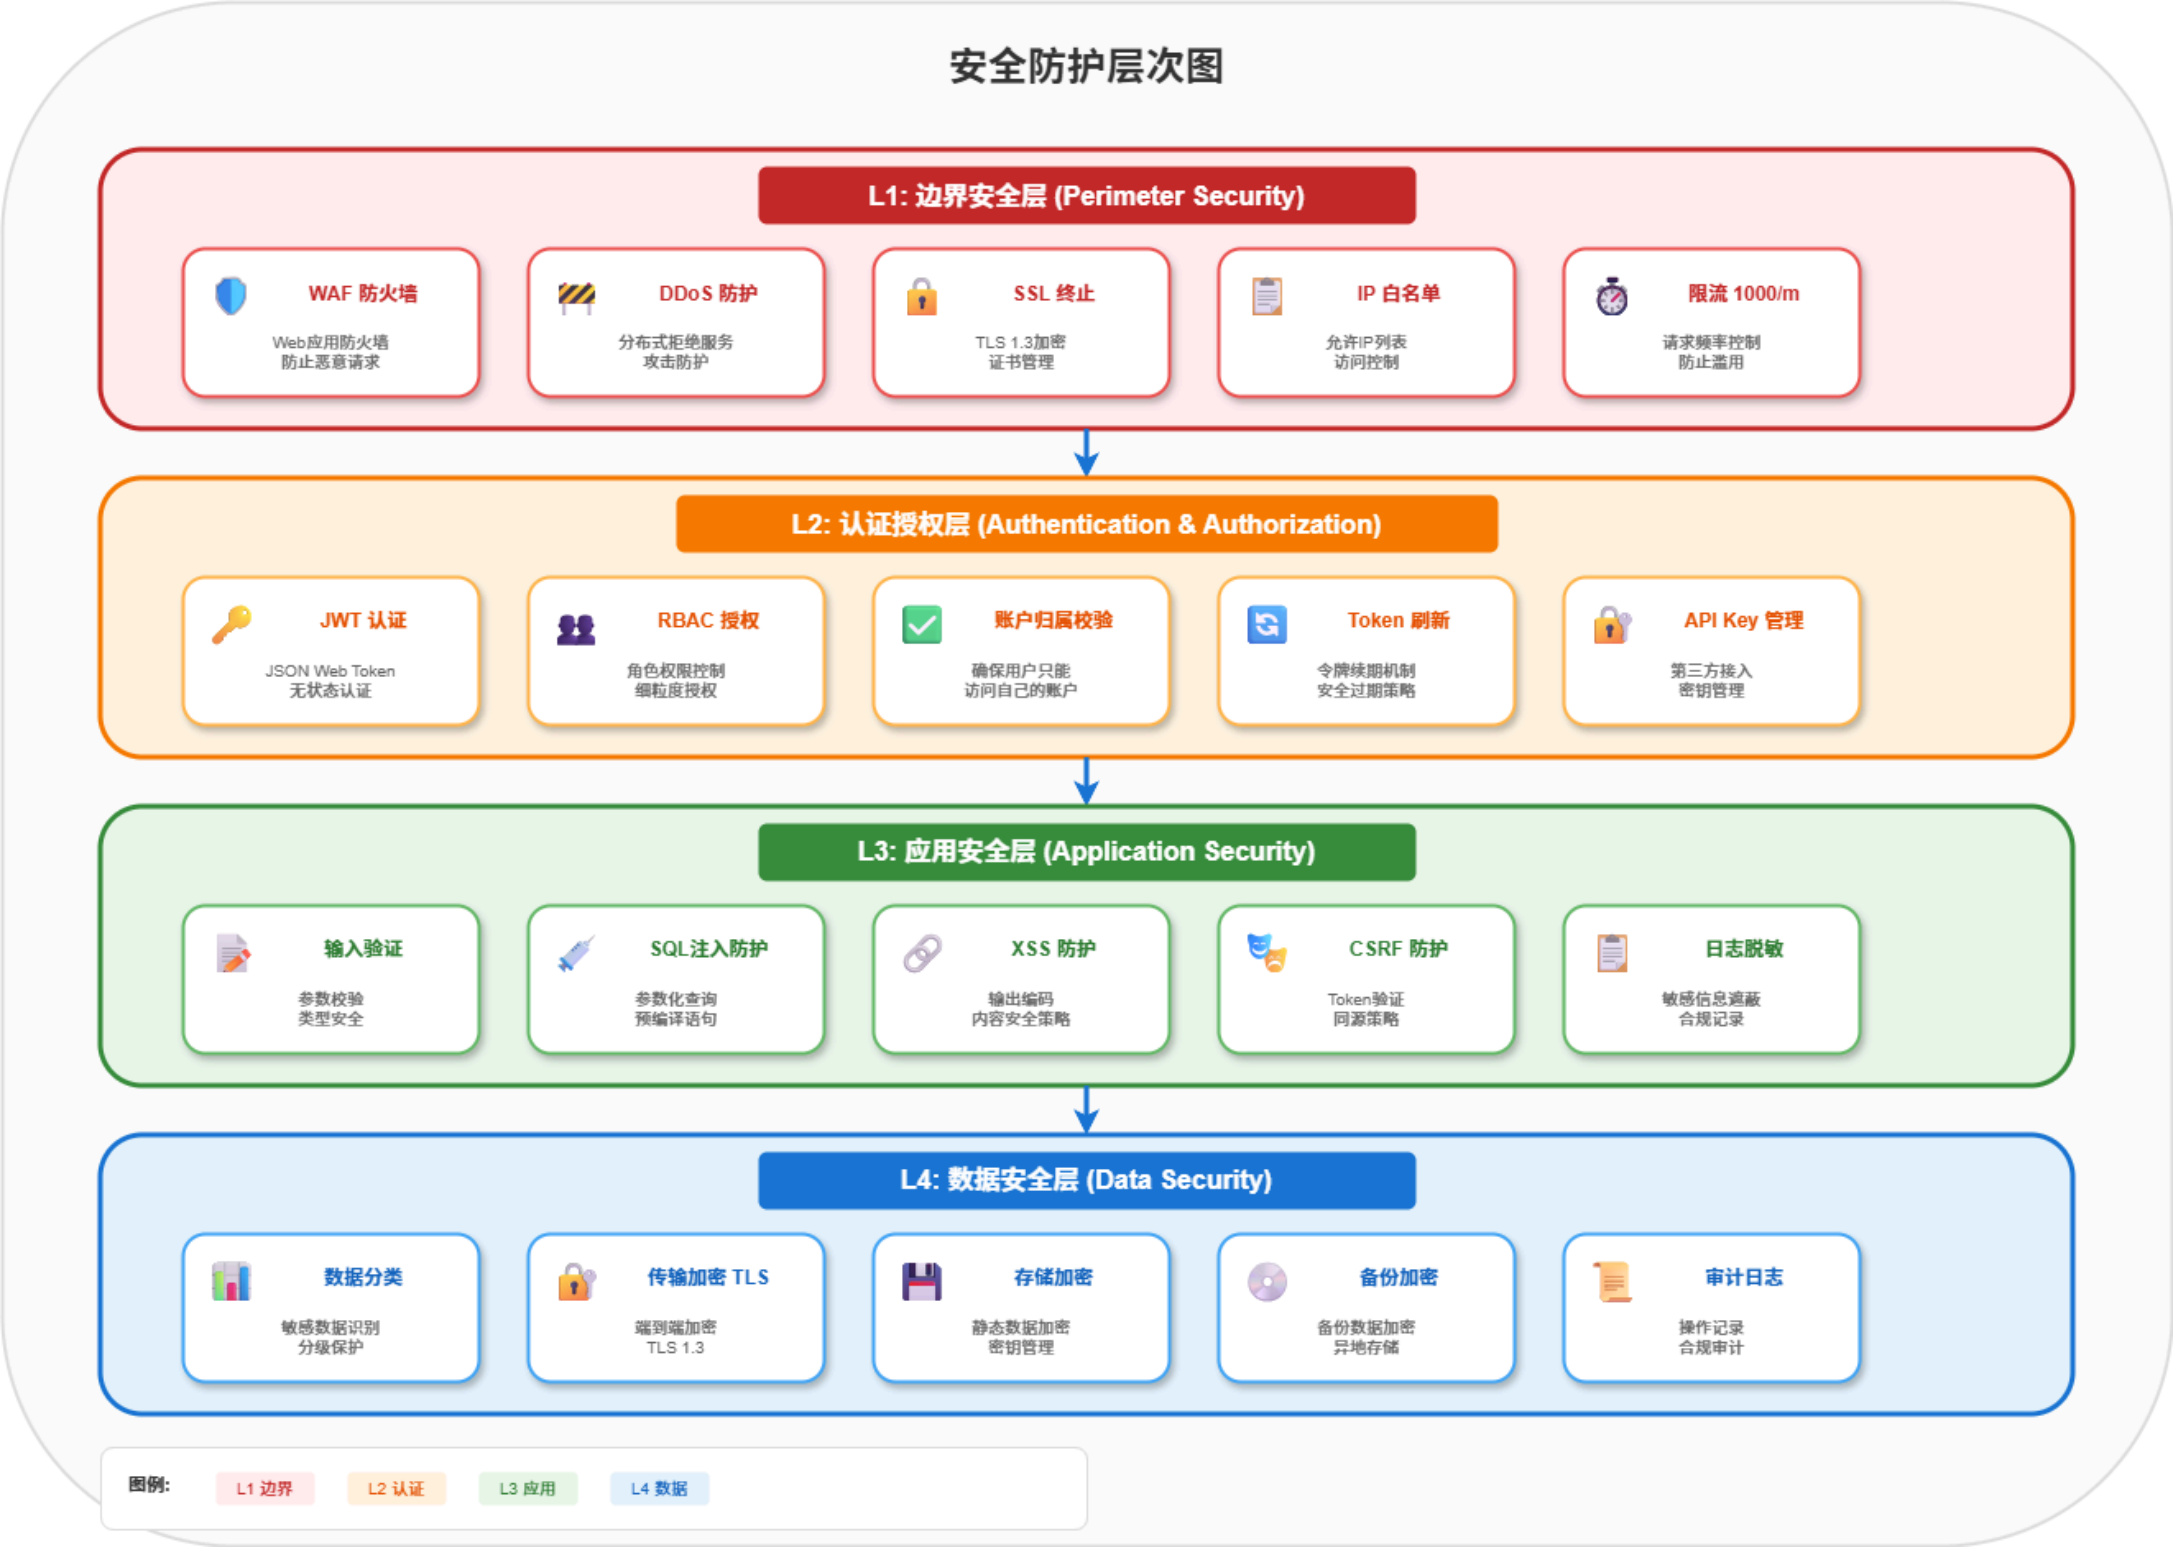 安全防护层次图
L1: 边界安全层 (Perimeter Security)
WAF 防火墙
Web应用防火墙
防止恶意请求
DDoS 防护
分布式拒绝服务
攻击防护
SSL 终止
TLS 1.3加密
证书管理
IP 白名单
允许IP列表
访问控制
限流 1000/m
请求频率控制
防止滥用
L2: 认证授权层 (Authentication & Authorization)
JWT 认证
JSON Web Token
无状态认证
RBAC 授权
角色权限控制
细粒度授权
账户归属校验
确保用户只能
访问自己的账户
Token 刷新
令牌续期机制
安全过期策略
API Key 管理
第三方接入
密钥管理
L3: 应用安全层 (Application Security)
输入验证
参数校验
类型安全
SQL注入防护
参数化查询
预编译语句
XSS 防护
输出编码
内容安全策略
CSRF 防护
Token验证
同源策略
日志脱敏
敏感信息遮蔽
合规记录
L4: 数据安全层 (Data Security)
数据分类
敏感数据识别
分级保护
传输加密 TLS
端到端加密
TLS 1.3
存储加密
静态数据加密
密钥管理
备份加密
备份数据加密
异地存储
审计日志
操作记录
合规审计
图例:
L1 边界
L2 认证
L3 应用
L4 数据